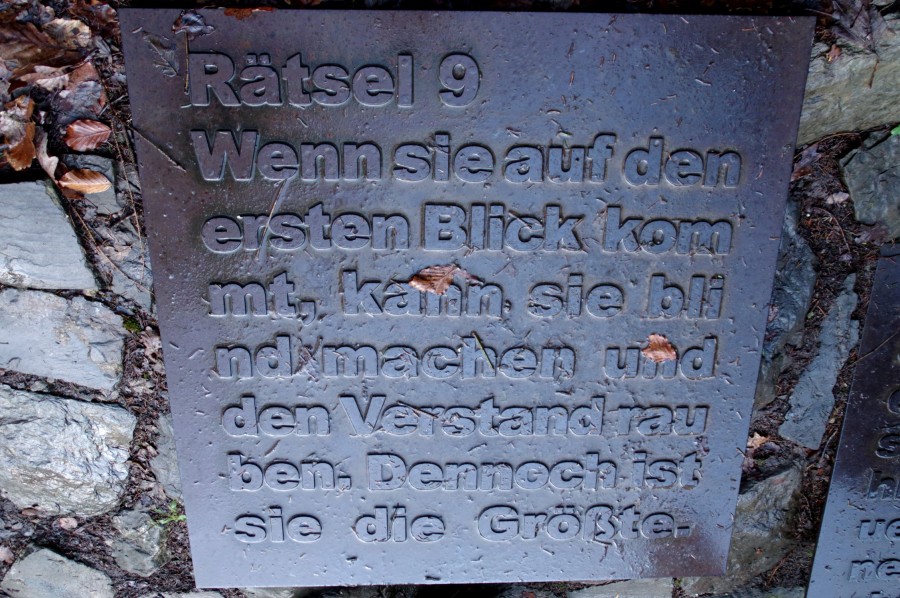 Rätsel 9
Wenn sie auf den
ersten Blick kom
mt, kann sie bli
nd machen und
den Verstand rau
ben. Dennoch ist
sie die Größte-